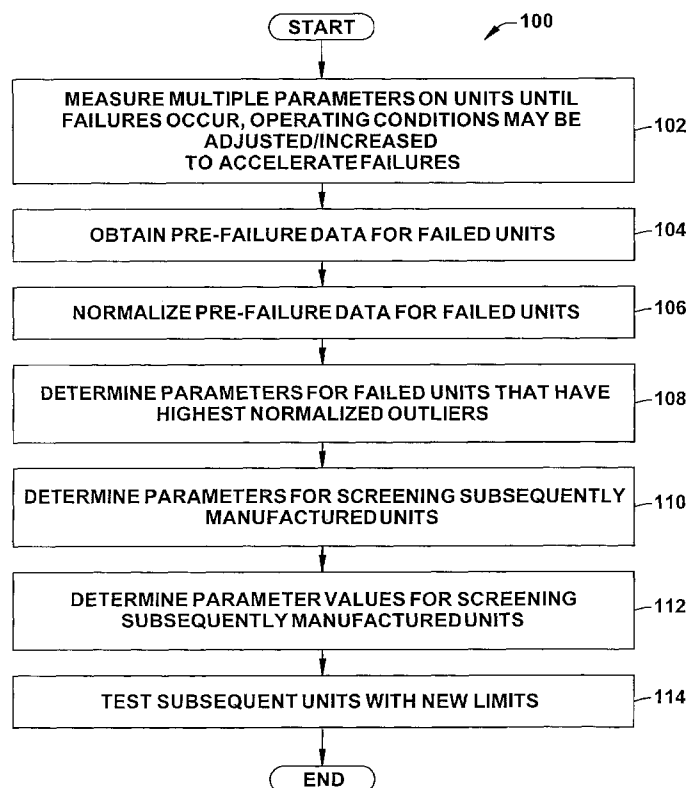 START
100
MEASURE MULTIPLE PARAMETERS ON UNITS UNTIL
FAILURES OCCUR, OPERATING CONDITIONS MAY BE
ADJUSTED/INCREASED
TO ACCELERATE FAILURES
102
OBTAIN PRE-FAILURE DATA FOR FAILED UNITS
104
NORMALIZE PRE-FAILURE DATA FOR FAILED UNITS
106
DETERMINE PARAMETERS FOR FAILED UNITS THAT HAVE
HIGHEST NORMALIZED OUTLIERS
108
DETERMINE PARAMETERS FOR SCREENING SUBSEQUENTLY
MANUFACTURED UNITS
110
DETERMINE PARAMETER VALUES FOR SCREENING
SUBSEQUENTLY MANUFACTURED UNITS
112
TEST SUBSEQUENT UNITS WITH NEW LIMITS
114
END